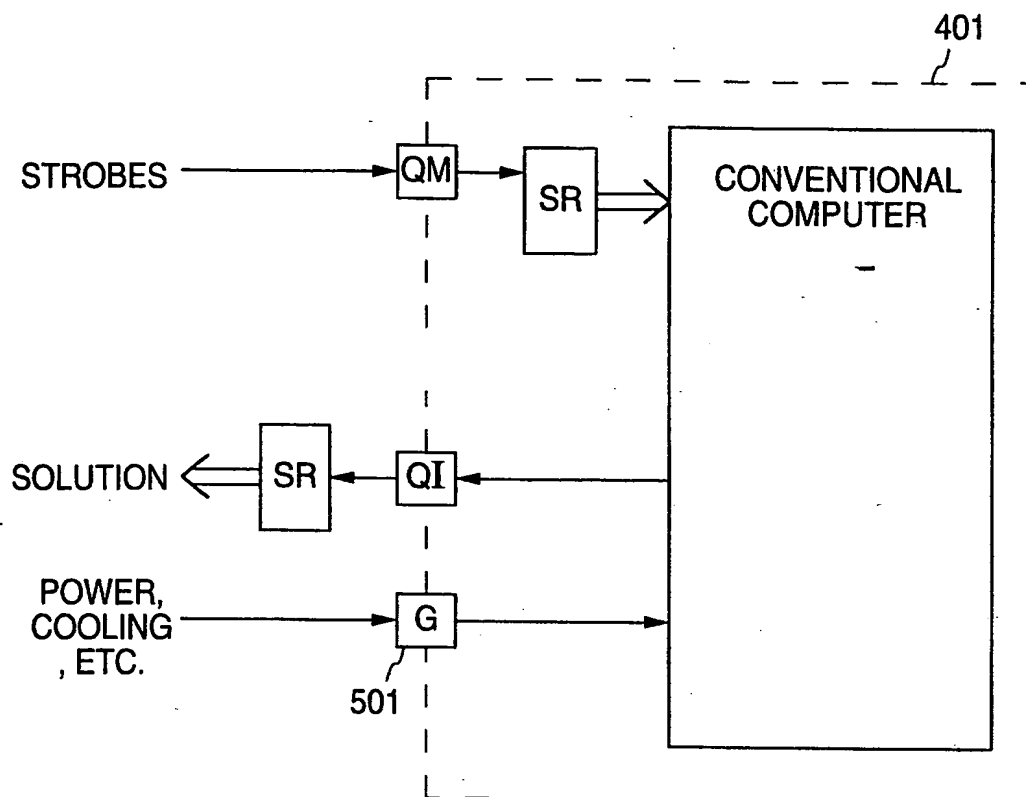 401
STROBES
QM
SR
CONVENTIONAL
COMPUTER
SOLUTION
SR
QI
POWER,
COOLING
, ETC.
G
501